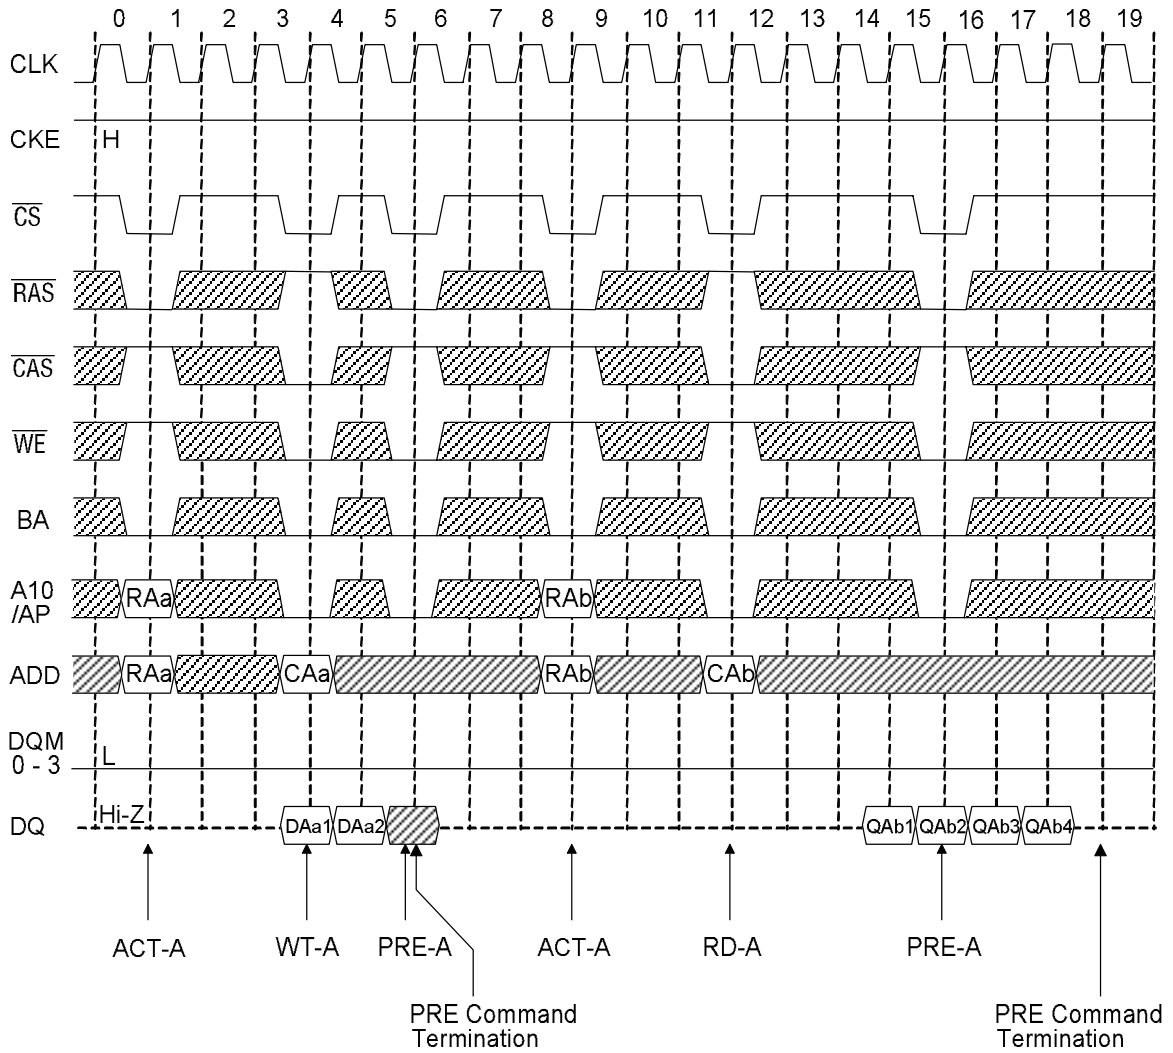 0 1 2 3 4 5 6 7 8 9 10 11 12 13 14 15 16 17 18 19
CLK
CKE H
CS
RAS
CAS
WE
BA
A10
/AP
RAa RAb
ADD RAa CAa RAb CAb
DQM
0 - 3
L
DQ Hi-Z DAa1 DAa2 QAb1 QAb2 QAb3 QAb4
ACT-A WT-A PRE-A ACT-A RD-A PRE-A
PRE Command
Termination
PRE Command
Termination